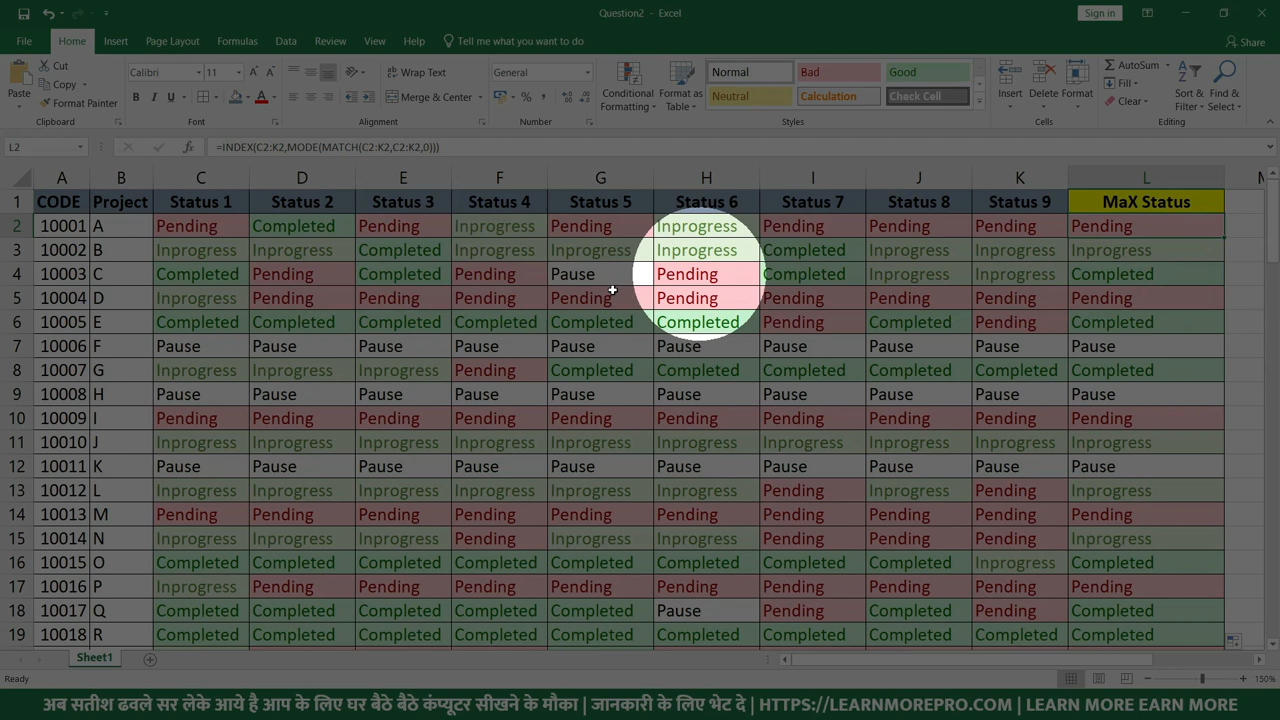 Question2 - Excel
Sign in
File Home Insert Page Layout Formulas Data Review View Help Tell me what you want to do Share
Paste Cut Copy Format Painter Clipboard
Calibri 11 B I U A Font
Wrap Text Merge & Center Alignment
General % Number
Conditional Formatting Format as Table Normal Bad Good Neutral Calculation Check Cell Styles
Insert Delete Format Cells
AutoSum Fill Clear Sort & Filter Find & Select Editing
L2 fx =INDEX(C2:K2,MODE(MATCH(C2:K2,C2:K2,0)))
A B C D E F G H I J K L
1 CODE Project Status 1 Status 2 Status 3 Status 4 Status 5 Status 6 Status 7 Status 8 Status 9 MaX Status
2 10001 A Pending Completed Pending Inprogress Pending Inprogress Pending Pending Pending Pending
3 10002 B Inprogress Inprogress Completed Inprogress Inprogress Inprogress Completed Inprogress Inprogress Inprogress
4 10003 C Completed Pending Completed Pending Pause Pending Completed Inprogress Inprogress Completed
5 10004 D Inprogress Pending Pending Pending Pending Pending Pending Pending Pending Pending
6 10005 E Completed Completed Completed Completed Completed Completed Pending Completed Pending Completed
7 10006 F Pause Pause Pause Pause Pause Pause Pause Pause Pause Pause
8 10007 G Inprogress Inprogress Inprogress Pending Completed Completed Completed Completed Completed Completed
9 10008 H Pause Pause Pause Pause Pause Pause Pause Pause Pause Pause
10 10009 I Pending Pending Pending Pending Pending Pending Pending Pending Pending Pending
11 10010 J Inprogress Inprogress Inprogress Inprogress Inprogress Inprogress Inprogress Inprogress Inprogress Inprogress
12 10011 K Pause Pause Pause Pause Pause Pause Pause Pause Pause Pause
13 10012 L Inprogress Inprogress Inprogress Inprogress Inprogress Inprogress Pending Inprogress Pending Inprogress
14 10013 M Pending Pending Pending Pending Pending Pending Pending Pending Pending Pending
15 10014 N Inprogress Inprogress Inprogress Pending Inprogress Inprogress Pending Pending Pending Inprogress
16 10015 O Completed Completed Completed Completed Completed Completed Completed Completed Inprogress Completed
17 10016 P Inprogress Pending Pending Pending Pending Pending Pending Pending Pending Pending
18 10017 Q Completed Completed Completed Completed Completed Pause Pending Completed Pending Completed
19 10018 R Completed Completed Completed Completed Completed Completed Completed Completed Completed Completed
Sheet1
Ready 150%
अब सतीश ढवले सर लेके आये है आप के लिए घर बैठे बैठे कंप्यूटर सीखने के मौका | जानकारी के लिए भेट दे | HTTPS://LEARNMOREPRO.COM | LEARN MORE EARN MORE